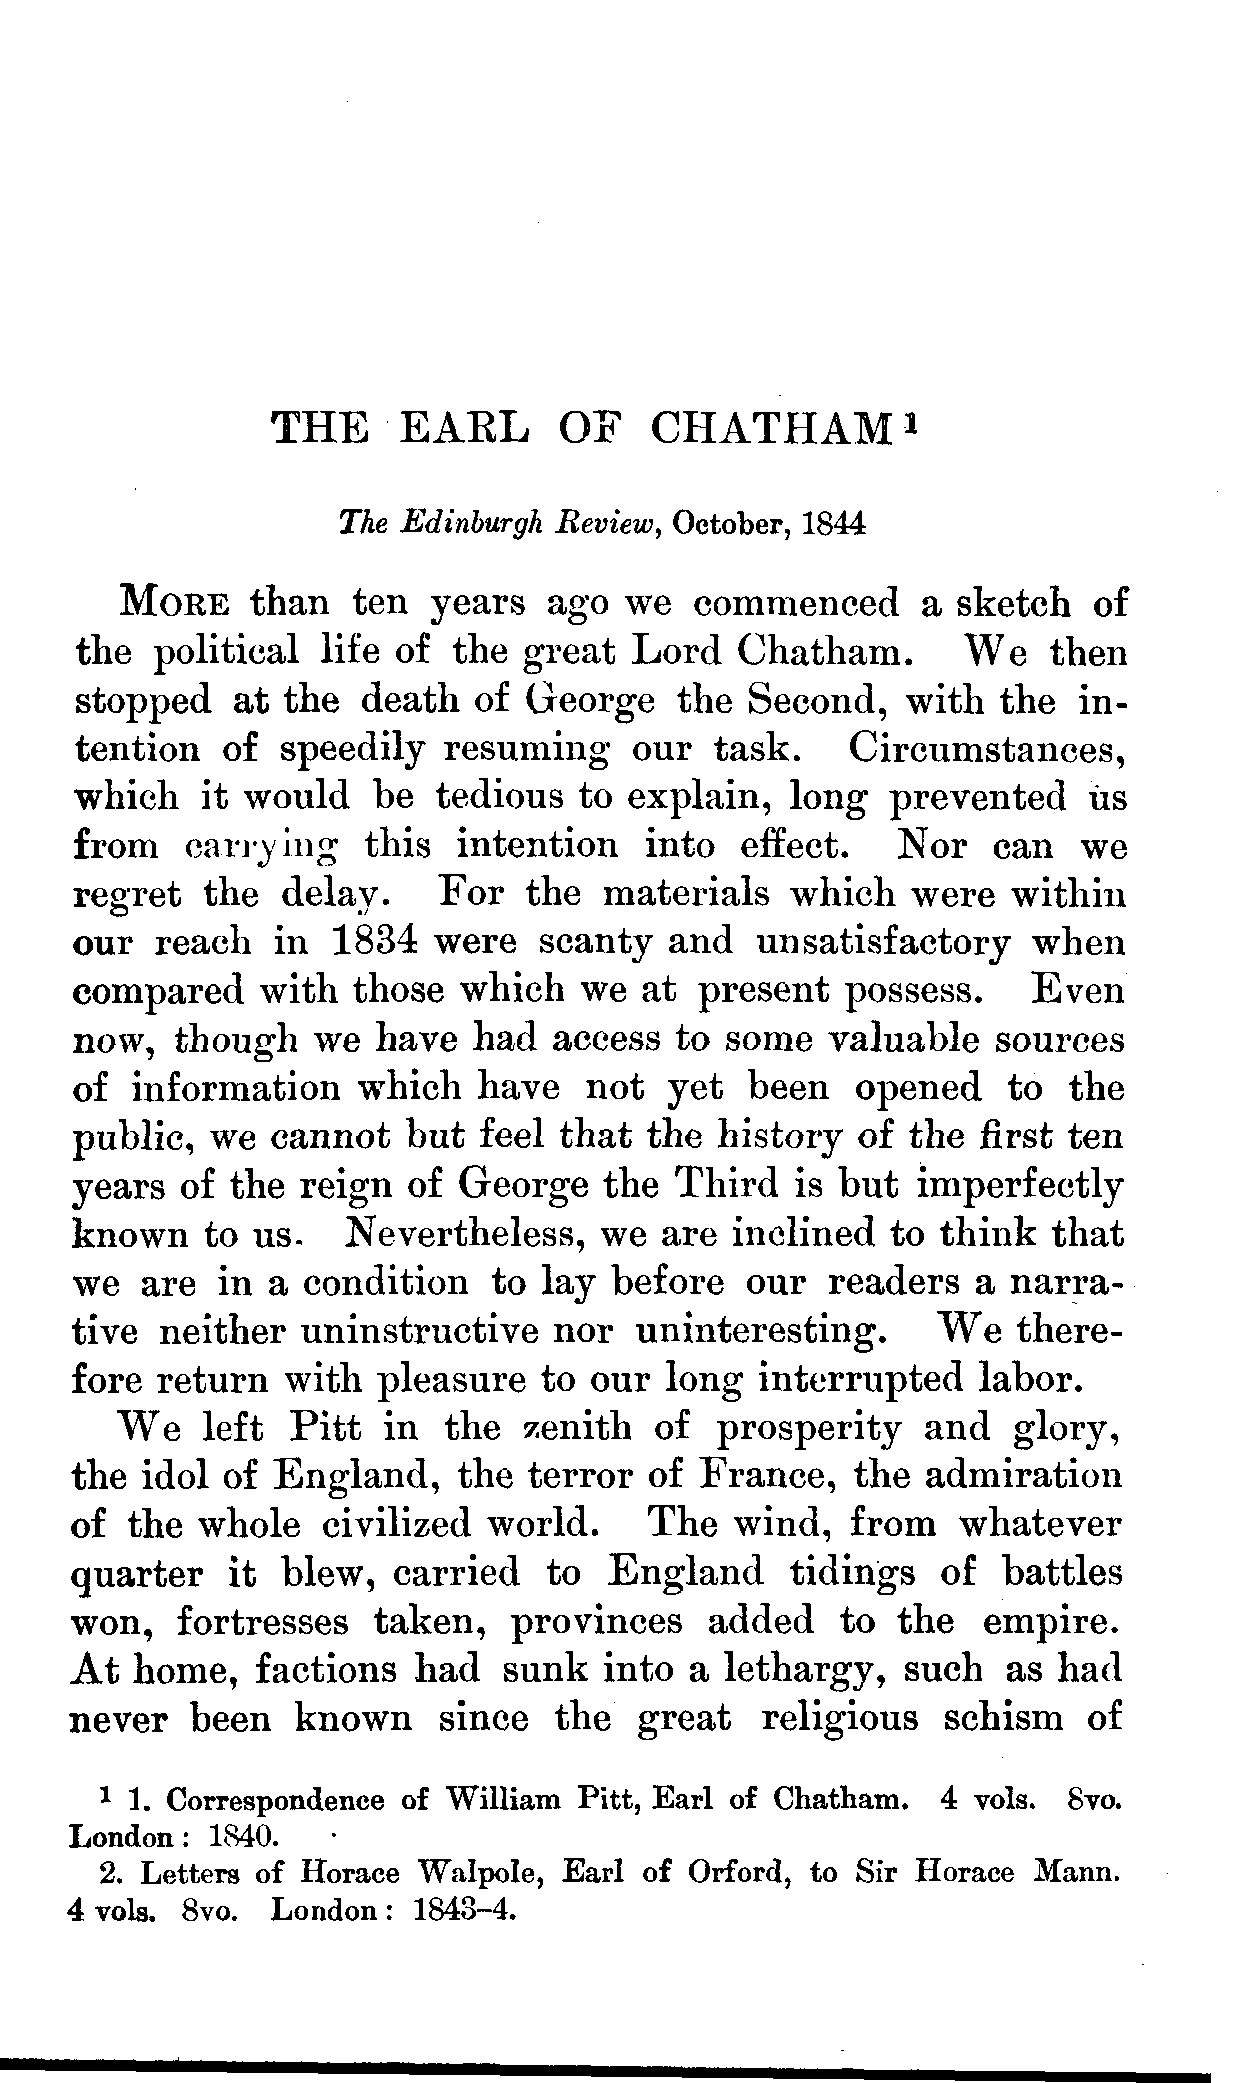 THE EARL OF CHATHAM 1
The Edinburgh Review, October, 1844
MORE than ten years ago we commenced a sketch of
the political life of the great Lord Chatham. We then
stopped at the death of George the Second, with the in-
tention of speedily resuming our task. Circumstances,
which it would be tedious to explain, long prevented us
from carrying this intention into effect. Nor can we
regret the delay. For the materials which were within
our reach in 1834 were scanty and unsatisfactory when
compared with those which we at present possess. Even
now, though we have had access to some valuable sources
of information which have not yet been opened to the
public, we cannot but feel that the history of the first ten
years of the reign of George the Third is but imperfectly
known to us. Nevertheless, we are inclined to think that
we are in a condition to lay before our readers a narra-
tive neither uninstructive nor uninteresting. We there-
fore return with pleasure to our long interrupted labor.
We left Pitt in the zenith of prosperity and glory,
the idol of England, the terror of France, the admiration
of the whole civilized world. The wind, from whatever
quarter it blew, carried to England tidings of battles
won, fortresses taken, provinces added to the empire.
At home, factions had sunk into a lethargy, such as had
never been known since the great religious schism of
1 1. Correspondence of William Pitt, Earl of Chatham. 4 vols. 8vo.
London: 1840.
2. Letters of Horace Walpole, Earl of Orford, to Sir Horace Mann.
4 vols. 8vo. London: 1843-4.